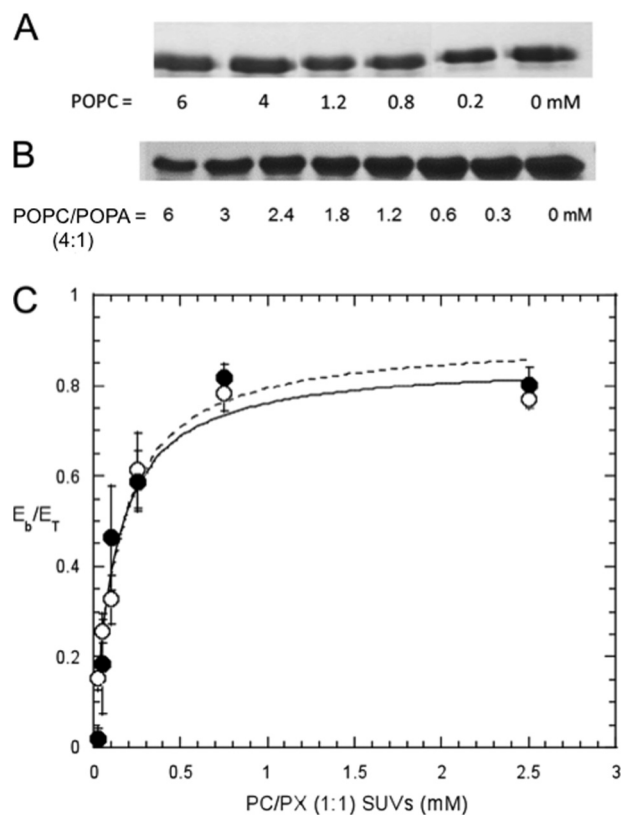 A
POPC = 6 4 1.2 0.8 0.2 0 mM
B
POPC/POPA = 6 3 2.4 1.8 1.2 0.6 0.3 0 mM
(4:1)
C
1
0.8
0.6
E_b/E_T
0.4
0.2
0
0 0.5 1 1.5 2 2.5 3
PC/PX (1:1) SUVs (mM)